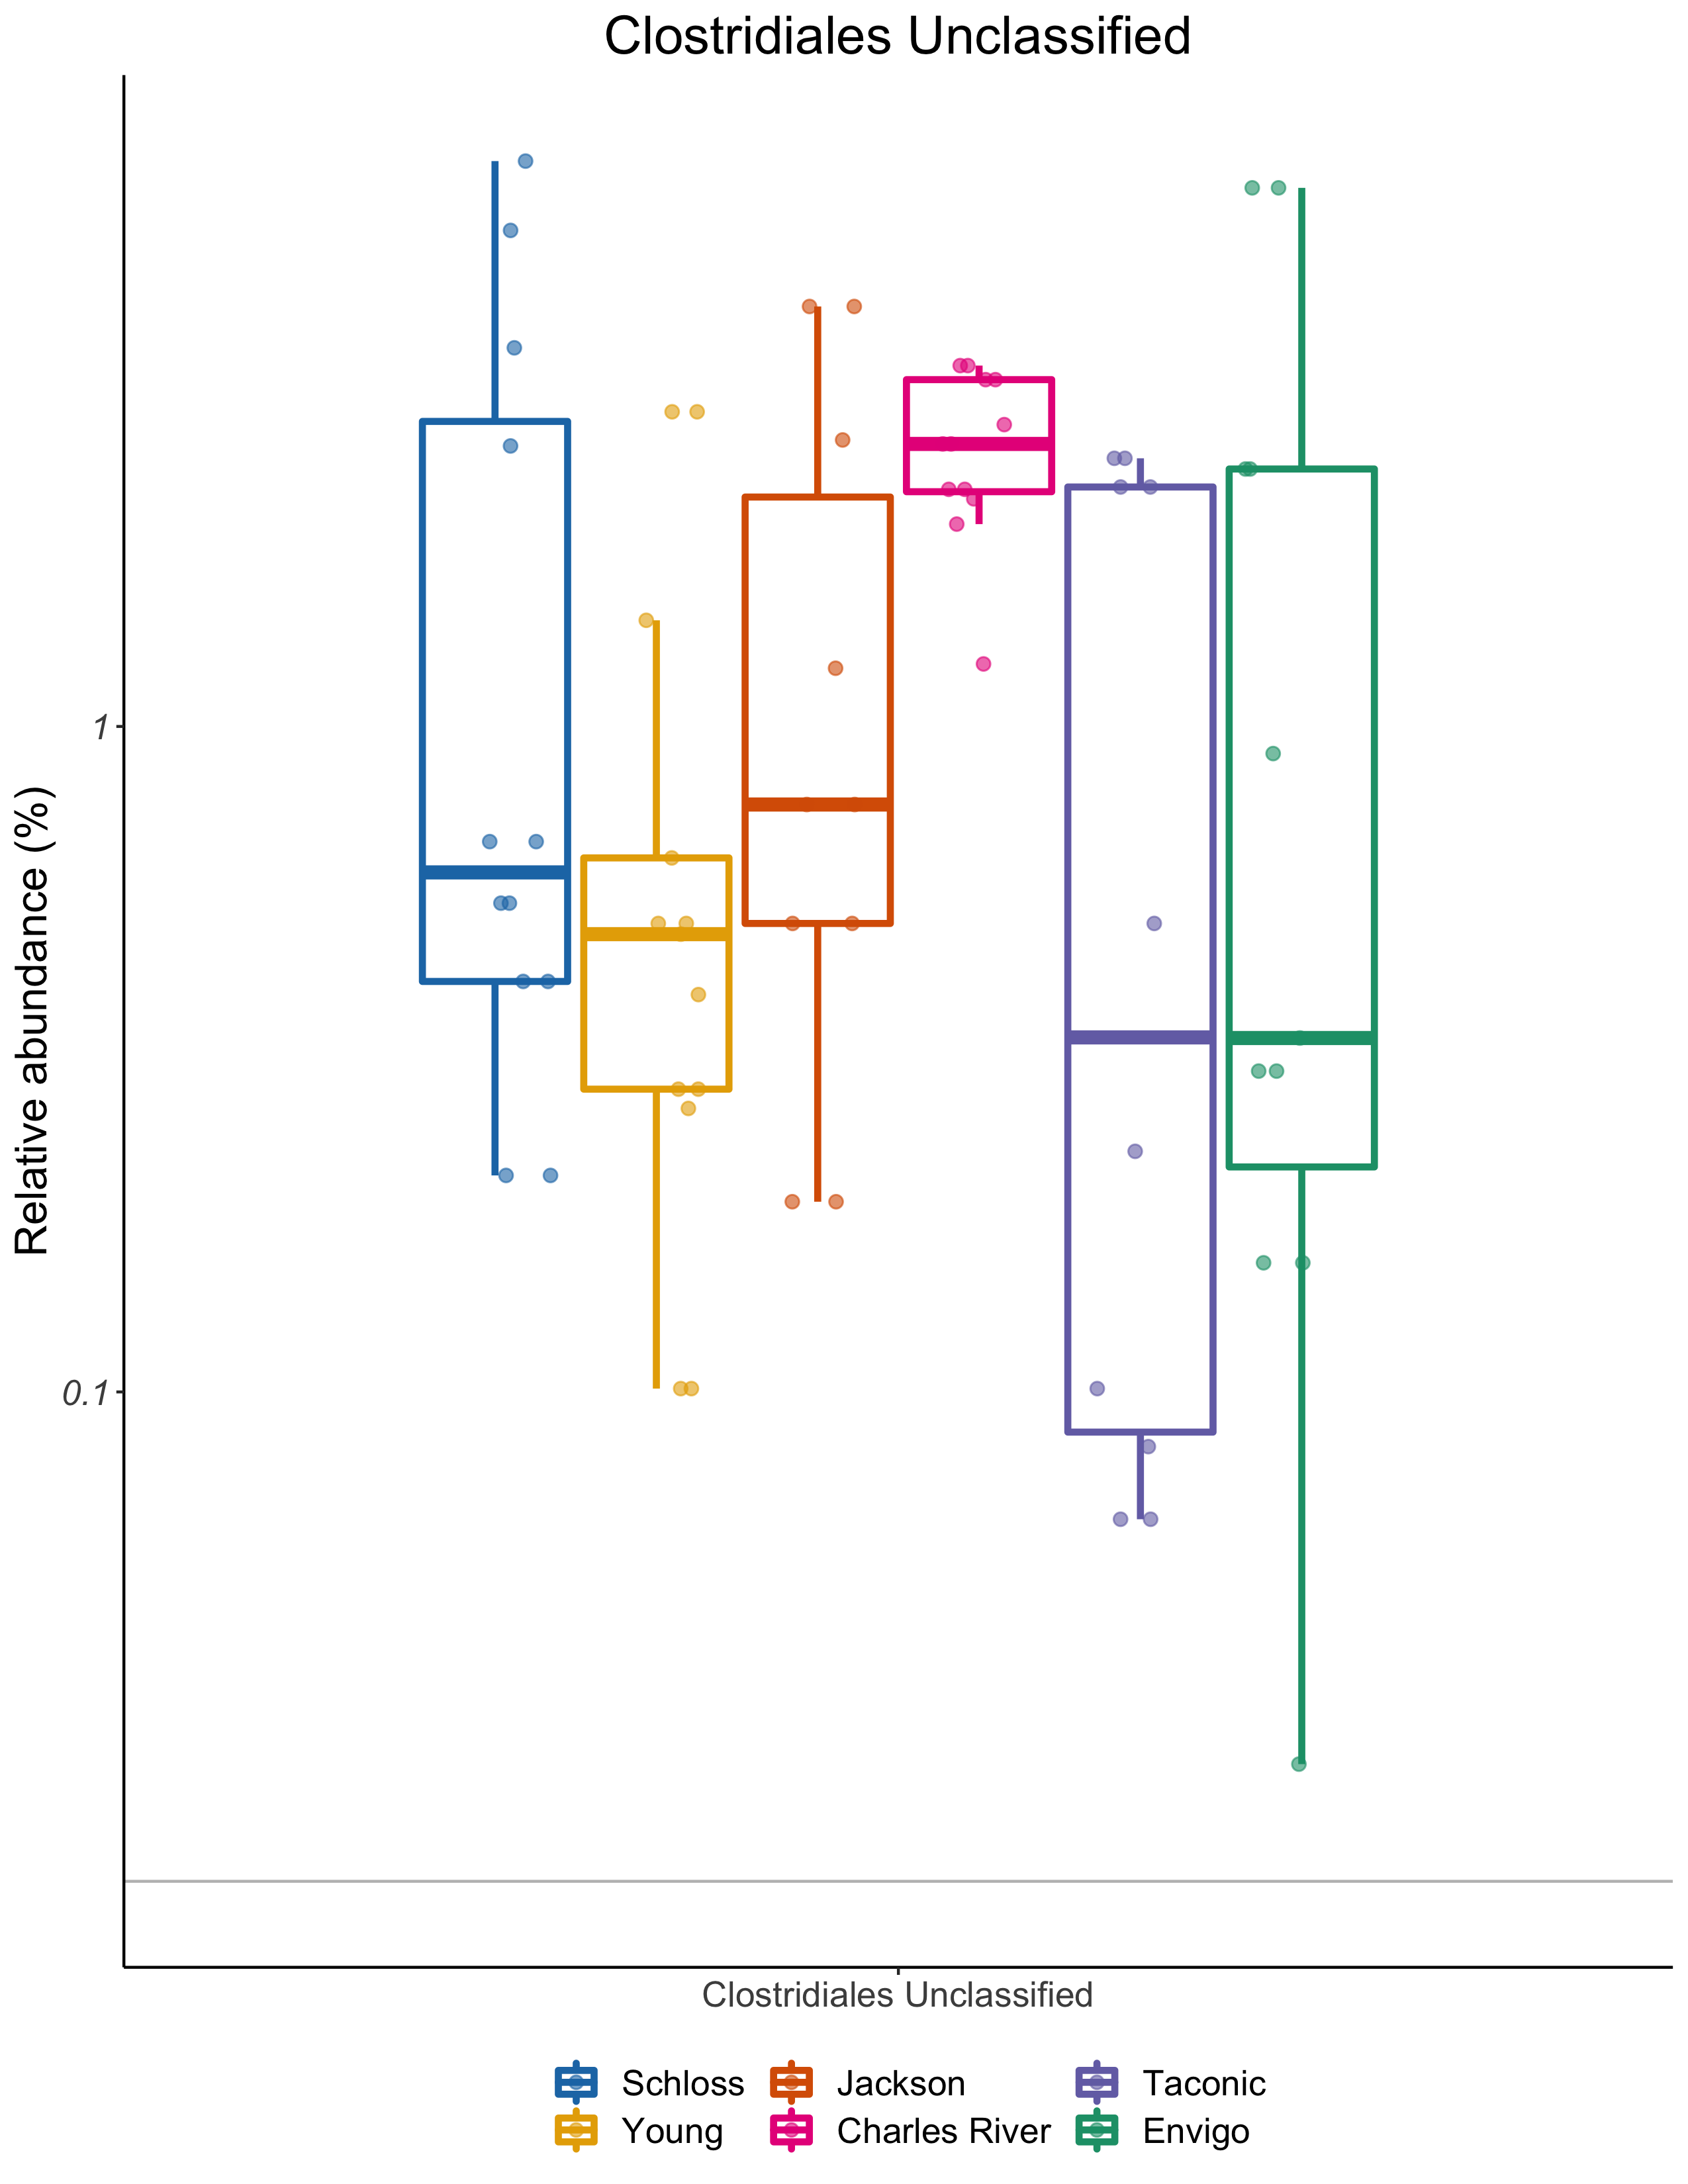 Clostridiales Unclassified
Relative abundance (%)
1
0.1
Clostridiales Unclassified
Schloss
Jackson
Taconic
Young
Charles River
Envigo